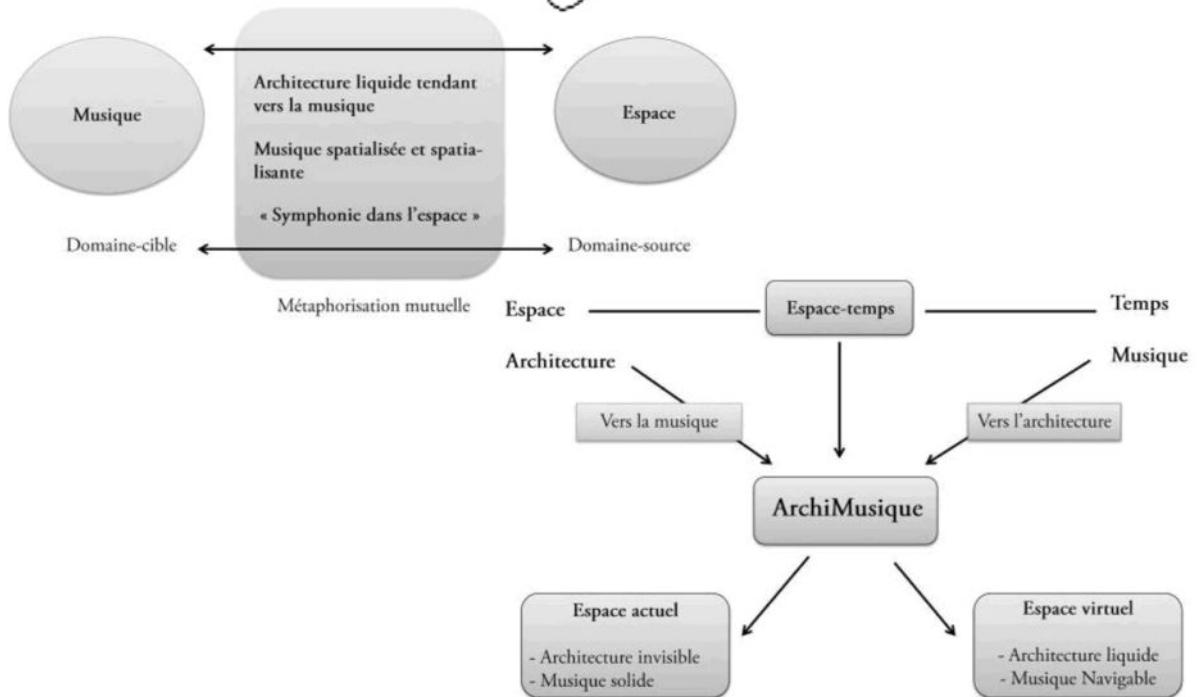 Musique
Architecture liquide tendant
vers la musique
Musique spatialisée et spatia-
lisante
« Symphonie dans l'espace »
Espace
Domaine-cible
Domaine-source
Métaphorisation mutuelle
Espace
Espace-temps
Temps
Architecture
Musique
Vers la musique
Vers l'architecture
ArchiMusique
Espace actuel
- Architecture invisible
- Musique solide
Espace virtuel
- Architecture liquide
- Musique Navigable